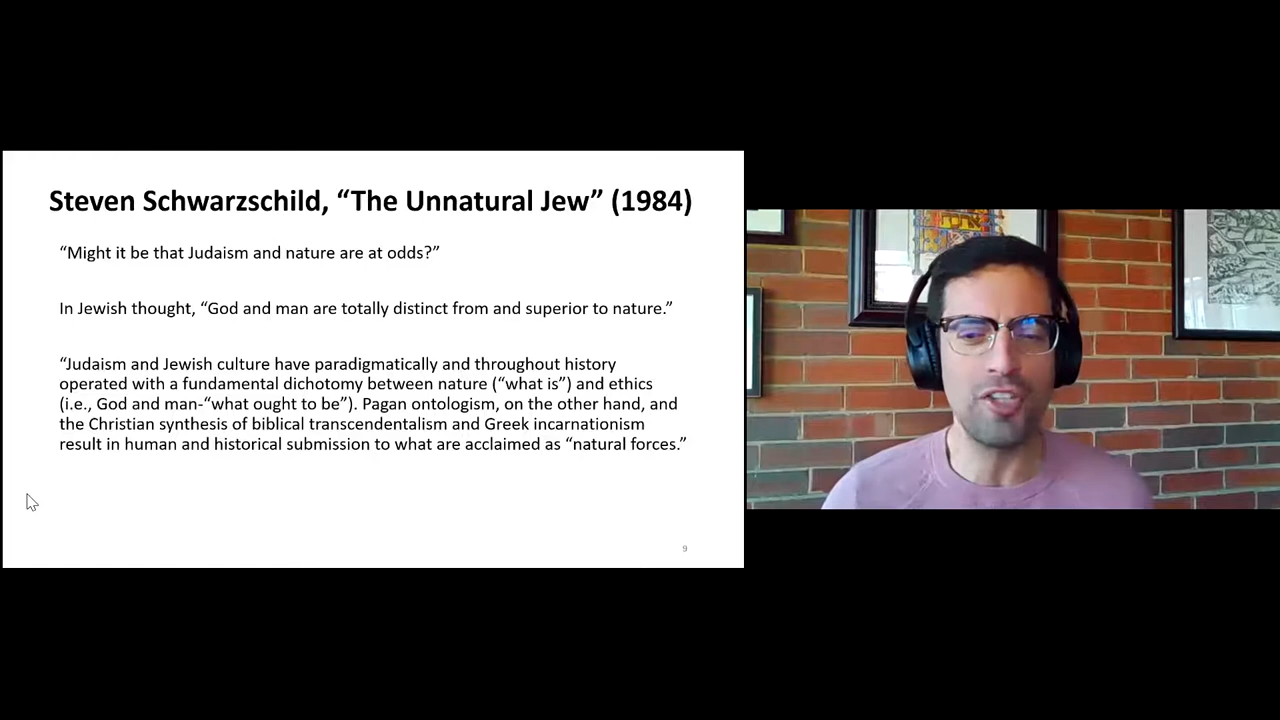 Steven Schwarzschild, “The Unnatural Jew” (1984)
“Might it be that Judaism and nature are at odds?”
In Jewish thought, “God and man are totally distinct from and superior to nature.”
“Judaism and Jewish culture have paradigmatically and throughout history
operated with a fundamental dichotomy between nature (“what is”) and ethics
(i.e., God and man-“what ought to be”). Pagan ontologism, on the other hand, and
the Christian synthesis of biblical transcendentalism and Greek incarnationism
result in human and historical submission to what are acclaimed as “natural forces.”
9